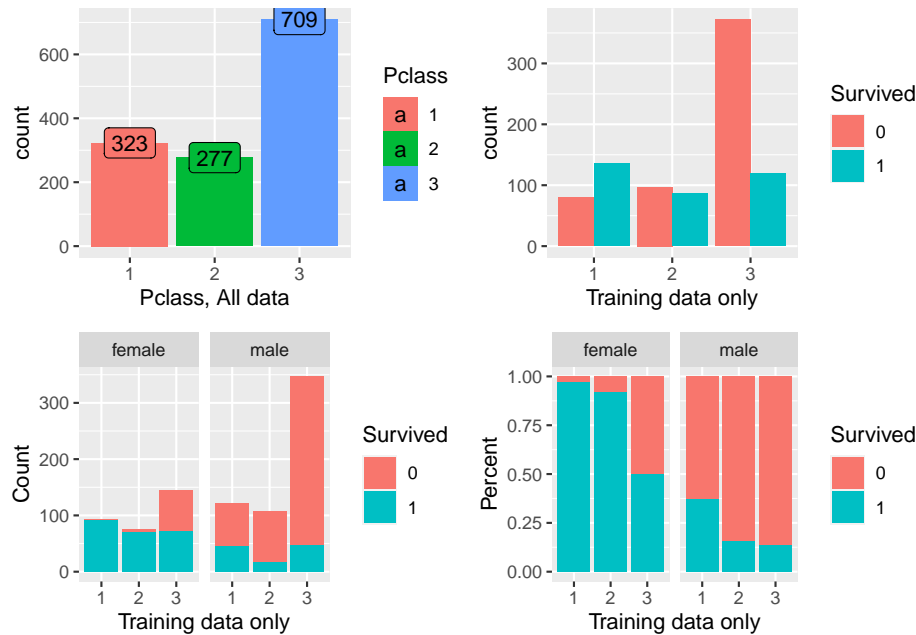 count
600
400
200
0
323
277
709
1
2
3
Pclass, All data
Pclass
a 1
a 2
a 3
count
300
200
100
0
1
2
3
Training data only
Survived
0
1
female
male
Count
300
200
100
0
1 2 3
1 2 3
Training data only
Survived
0
1
female
male
Percent
1.00
0.75
0.50
0.25
0.00
1 2 3
1 2 3
Training data only
Survived
0
1